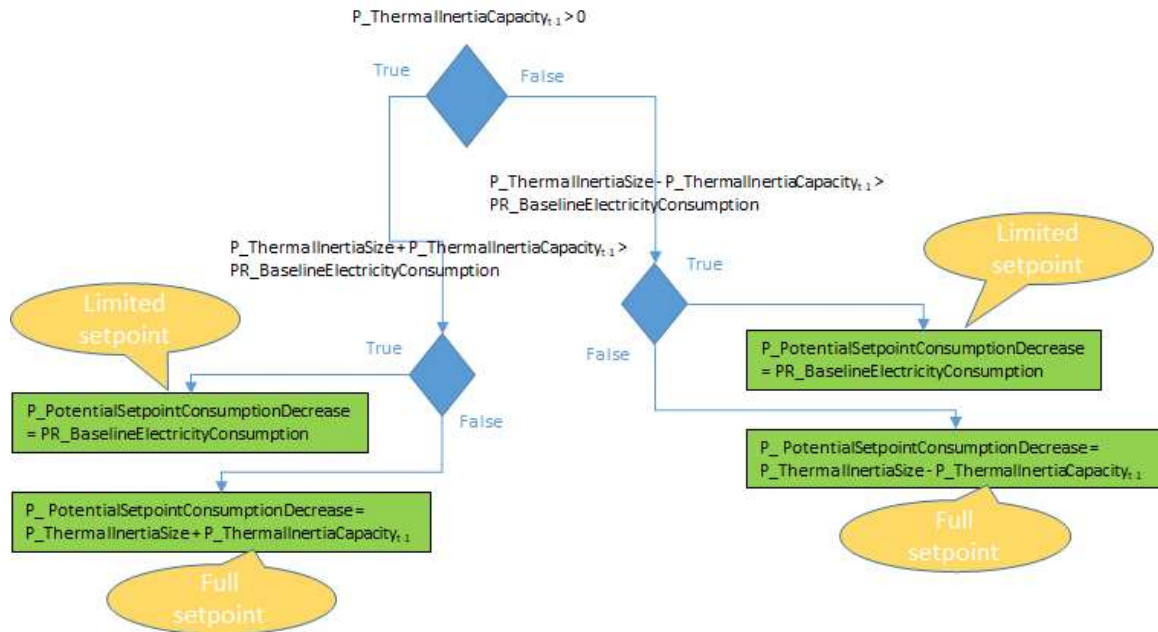 P_ThermalInertiaCapacityt-1 > 0
True
False
P_ThermalInertiaSize - P_ThermalInertiaCapacityt-1 >
PR_BaselineElectricityConsumption
P_ThermalInertiaSize + P_ThermalInertiaCapacityt-1 >
PR_BaselineElectricityConsumption
Limited
setpoint
True
Limited
setpoint
True
False
P_PotentialSetpointConsumptionDecrease
= PR_BaselineElectricityConsumption
P_PotentialSetpointConsumptionDecrease
= PR_BaselineElectricityConsumption
False
P_ PotentialSetpointConsumptionDecrease =
P_ThermalInertiaSize - P_ThermalInertiaCapacityt-1
P_ PotentialSetpointConsumptionDecrease =
P_ThermalInertiaSize + P_ThermalInertiaCapacityt-1
Full
setpoint
Full
setpoint